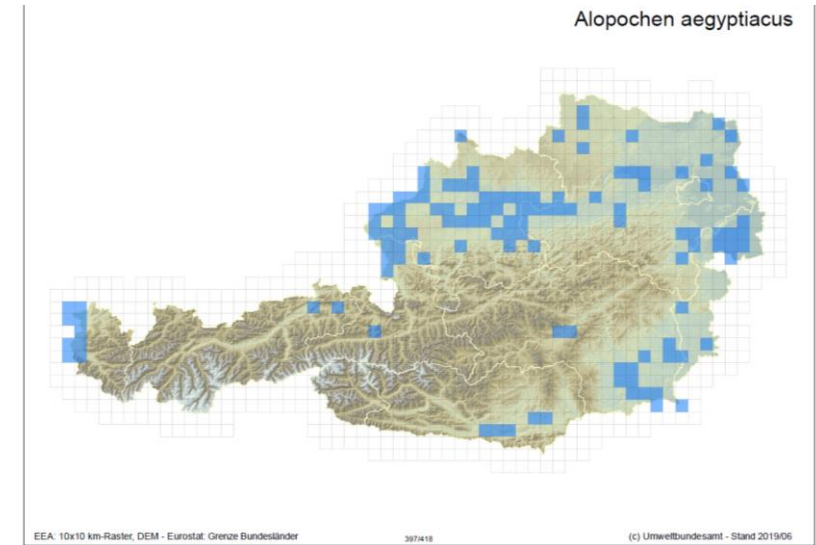 Alopochen aegyptiacus
EEA: 10x10 km-Raster, DEM - Eurostat: Grenze Bundesländer
397/418
(c) Umweltbundesamt - Stand 2019/06